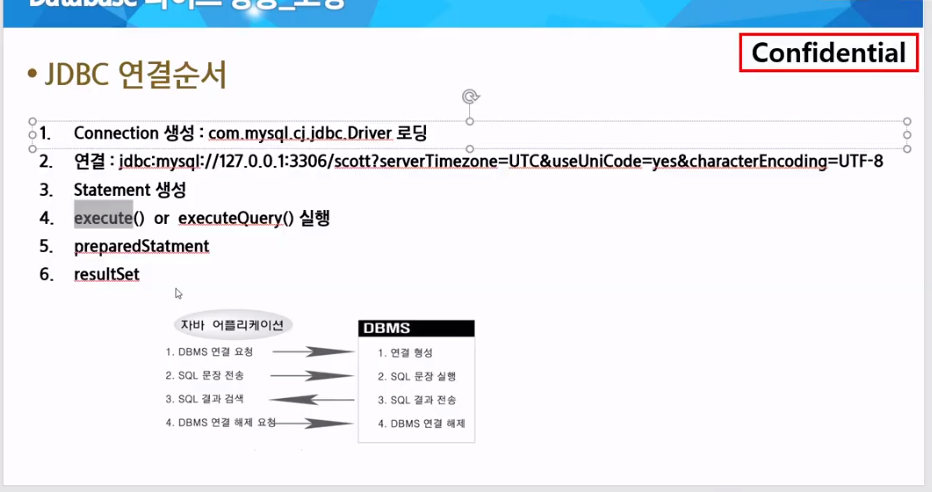 Database
Confidential
• JDBC 연결순서
1. Connection 생성 : com.mysql.cj.jdbc.Driver 로딩
2. 연결 : jdbc:mysql://127.0.0.1:3306/scott?serverTimezone=UTC&useUniCode=yes&characterEncoding=UTF-8
3. Statement 생성
4. execute() or executeQuery() 실행
5. preparedStatment
6. resultSet
자바 어플리케이션
DBMS
1. DBMS 연결 요청
1. 연결 형성
2. SQL 문장 전송
2. SQL 문장 실행
3. SQL 결과 검색
3. SQL 결과 전송
4. DBMS 연결 해제 요청
4. DBMS 연결 해제